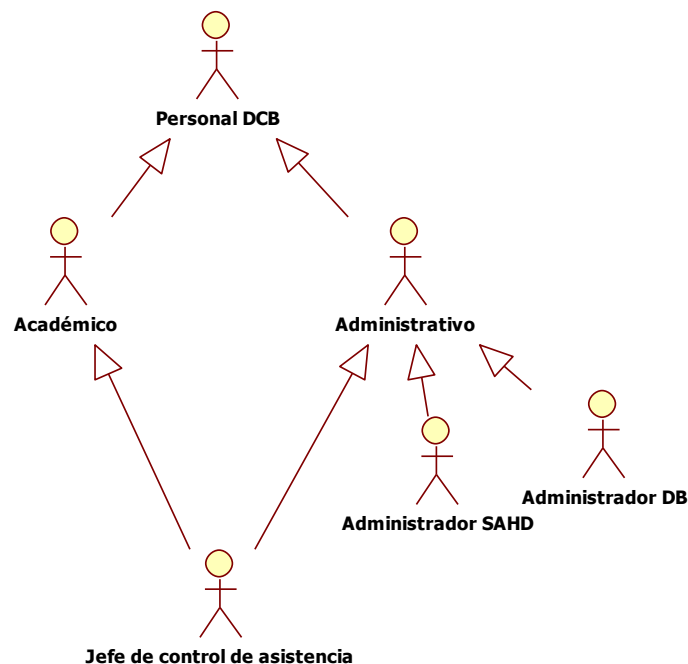 Personal DCB
Académico
Administrativo
Administrador DB
Administrador SAHD
Jefe de control de asistencia